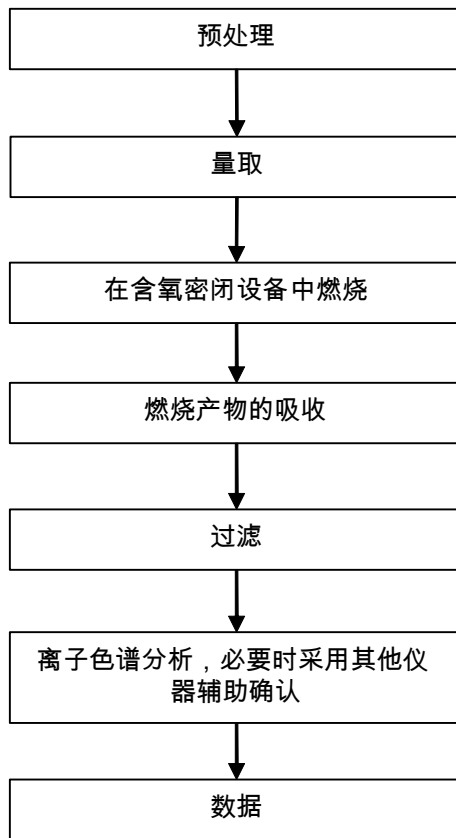 预处理
量取
在含氧密闭设备中燃烧
燃烧产物的吸收
过滤
离子色谱分析，必要时采用其他仪
器辅助确认
数据